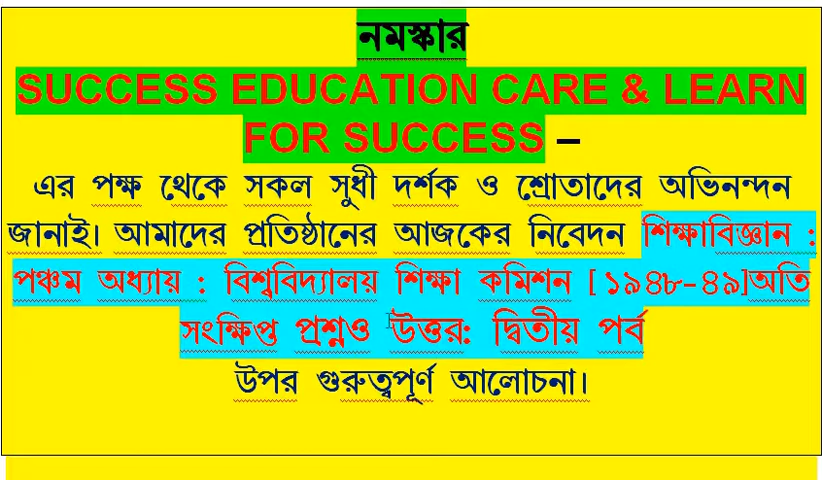 নমস্কার
SUCCESS EDUCATION CARE & LEARN
FOR SUCCESS –
এর পক্ষ থেকে সকল সুধী দর্শক ও শ্রোতাদের অভিনন্দন
জানাই। আমাদের প্রতিষ্ঠানের আজকের নিবেদন শিক্ষাবিজ্ঞান :
পঞ্চম অধ্যায় : বিশ্ববিদ্যালয় শিক্ষা কমিশন [১৯৪৮-৪৯]অতি
সংক্ষিপ্ত প্রশ্নও উত্তর: দ্বিতীয় পর্ব
উপর গুরুত্বপূর্ণ আলোচনা।